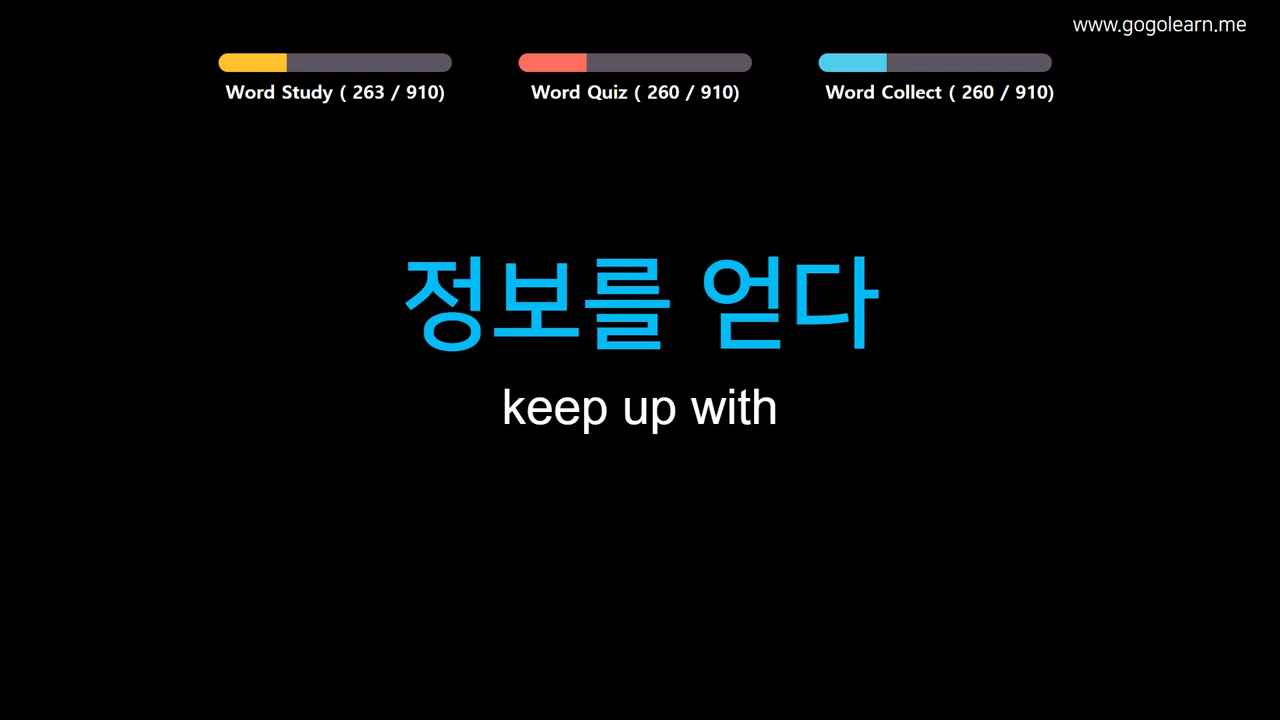 www.gogolearn.me
Word Study ( 263 / 910)
Word Quiz ( 260 / 910)
Word Collect ( 260 / 910)
정보를 얻다
keep up with